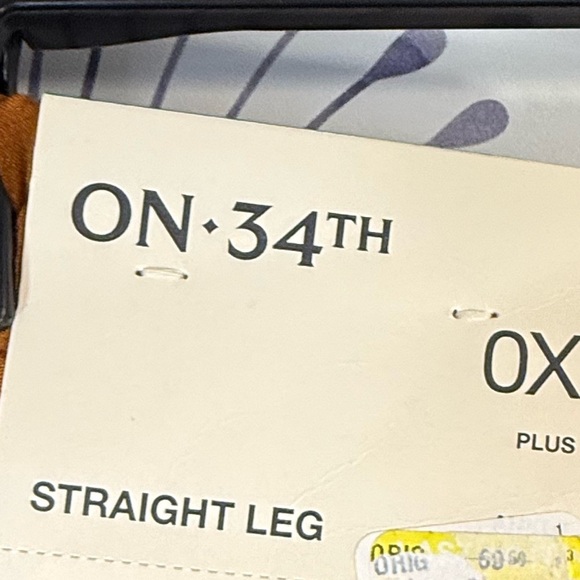 ON·34TH
0X
PLUS
STRAIGHT LEG
ORIG